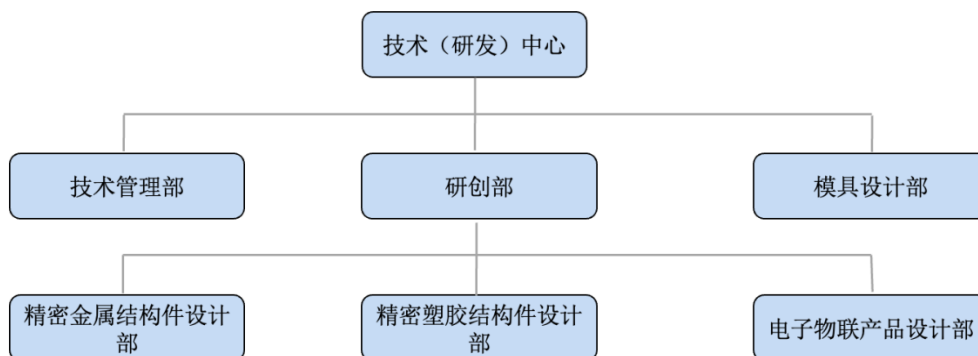 技术（研发）中心
技术管理部
研创部
模具设计部
精密金属结构件设计
部
精密塑胶结构件设计
部
电子物联产品设计部